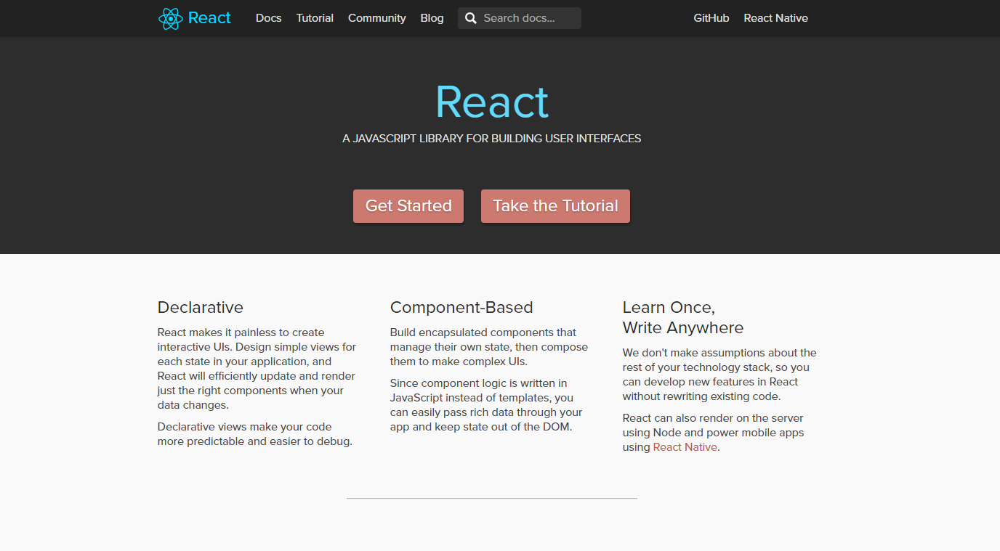 React Docs Tutorial Community Blog Search docs... GitHub React Native
React
A JAVASCRIPT LIBRARY FOR BUILDING USER INTERFACES
Get Started Take the Tutorial
Declarative
React makes it painless to create
interactive UIs. Design simple views for
each state in your application, and
React will efficiently update and render
just the right components when your
data changes.
Declarative views make your code
more predictable and easier to debug.
Component-Based
Build encapsulated components that
manage their own state, then compose
them to make complex UIs.
Since component logic is written in
JavaScript instead of templates, you
can easily pass rich data through your
app and keep state out of the DOM.
Learn Once,
Write Anywhere
We don't make assumptions about the
rest of your technology stack, so you
can develop new features in React
without rewriting existing code.
React can also render on the server
using Node and power mobile apps
using React Native.